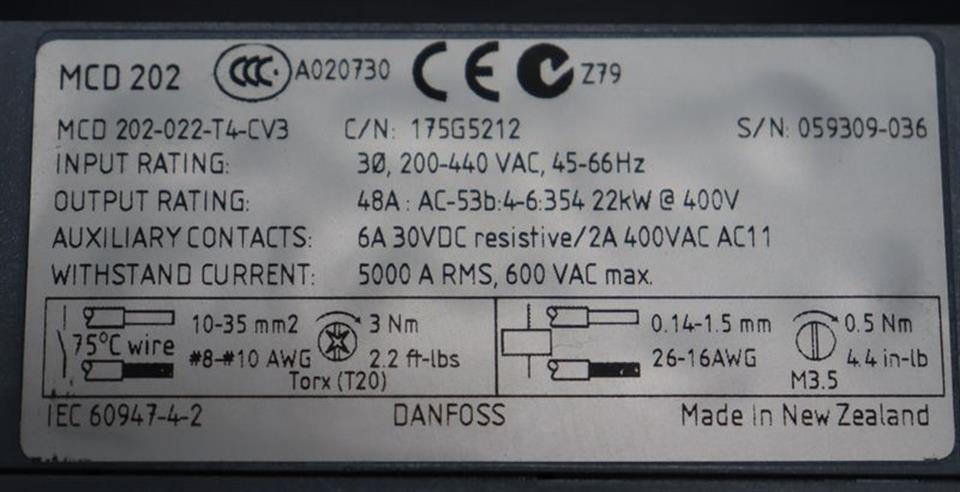 MCD 202 CCC A020730 CE N Z79
MCD 202-022-T4-CV3 C/N: 175G5212 S/N: 059309-036
INPUT RATING: 3Ø, 200-440 VAC, 45-66Hz
OUTPUT RATING: 48A: AC-53b:4-6:354 22kW @ 400V
AUXILIARY CONTACTS: 6A 30VDC resistive/2A 400VAC AC11
WITHSTAND CURRENT: 5000 A RMS, 600 VAC max.
10-35 mm2 3 Nm 0.14-1.5 mm 0.5 Nm
75°C wire #8-#10 AWG 2.2 ft-lbs 26-16AWG 4.4 in-lb
Torx (T20) M3.5
IEC 60947-4-2 DANFOSS Made in New Zealand